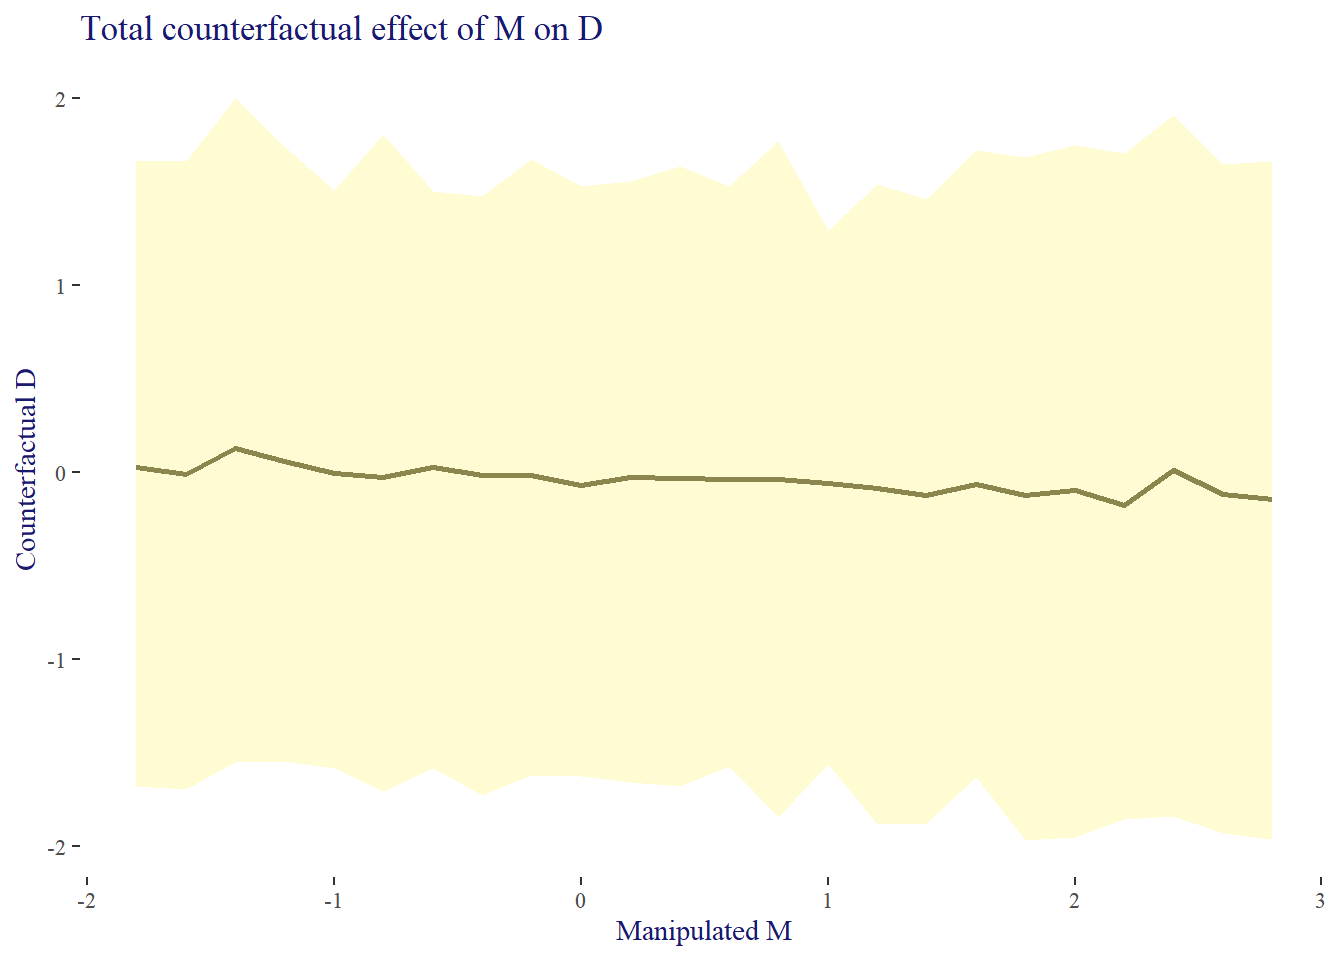 Total counterfactual effect of M on D
2
1
0
-1
-2
Counterfactual D
-2 -1 0 1 2 3
Manipulated M